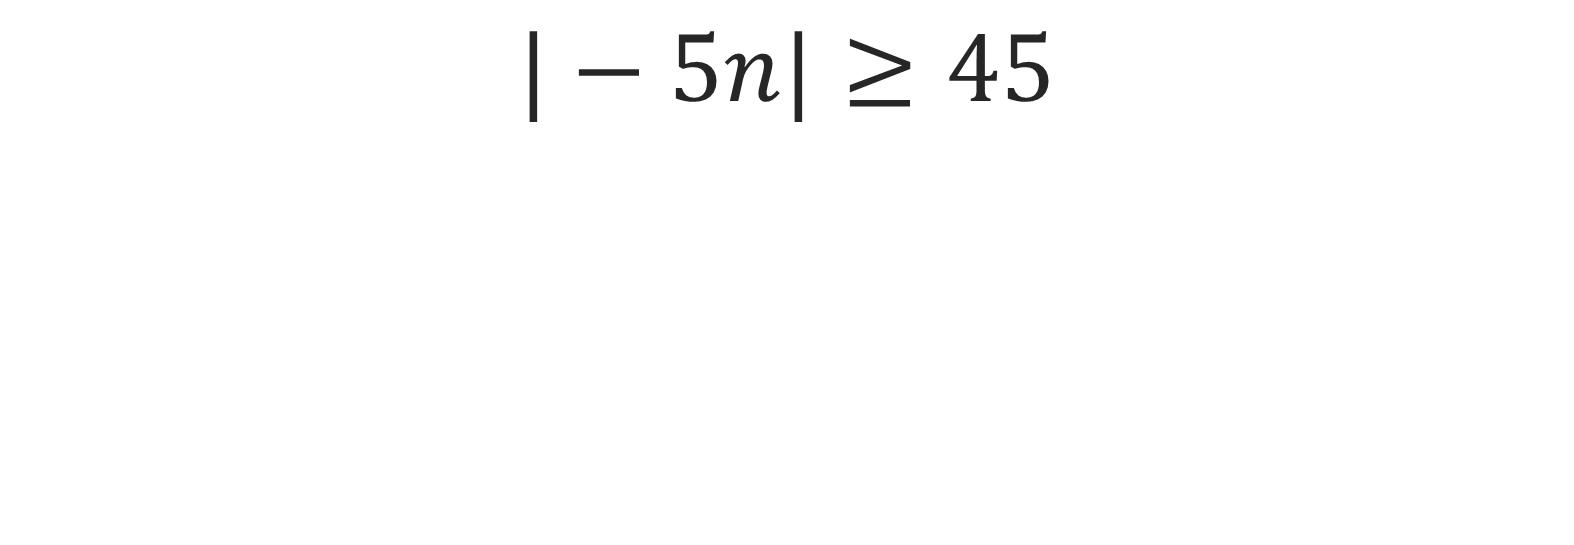 | − 5n| ≥ 45